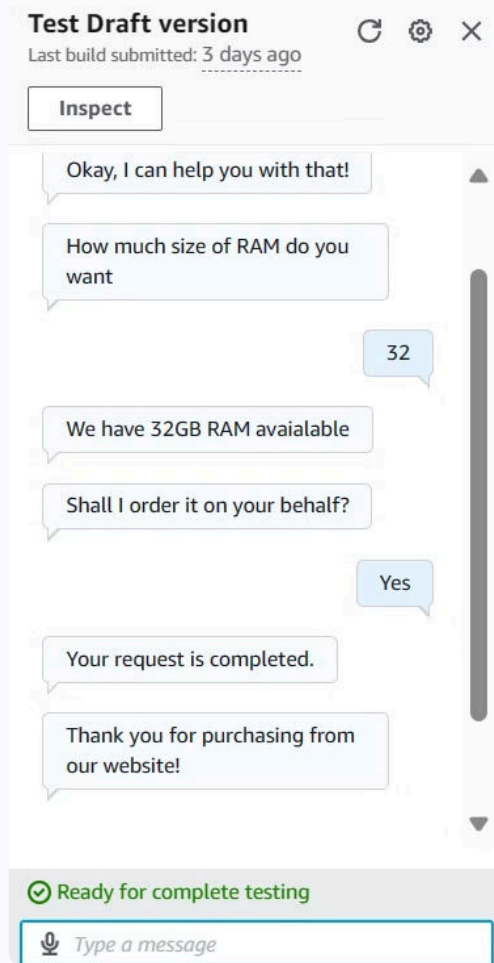 Test Draft version
Last build submitted: 3 days ago
Inspect
Okay, I can help you with that!
How much size of RAM do you
want
32
We have 32GB RAM avaialable
Shall I order it on your behalf?
Yes
Your request is completed.
Thank you for purchasing from
our website!
Ready for complete testing
Type a message